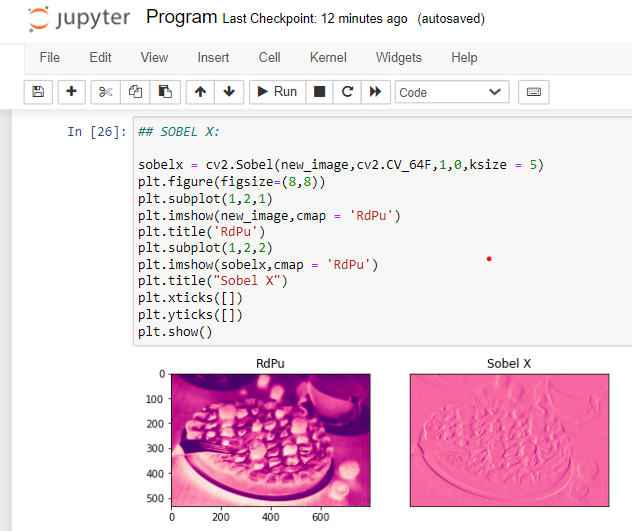 jupyter Program Last Checkpoint: 12 minutes ago (autosaved)
File Edit View Insert Cell Kernel Widgets Help
Run Code
In [26]: ## SOBEL X:
sobelx = cv2.Sobel(new_image,cv2.CV_64F,1,0,ksize = 5)
plt.figure(figsize=(8,8))
plt.subplot(1,2,1)
plt.imshow(new_image,cmap = 'RdPu')
plt.title('RdPu')
plt.subplot(1,2,2)
plt.imshow(sobelx,cmap = 'RdPu')
plt.title("Sobel X")
plt.xticks([])
plt.yticks([])
plt.show()
RdPu Sobel X
0
100
200
300
400
500
0 200 400 600